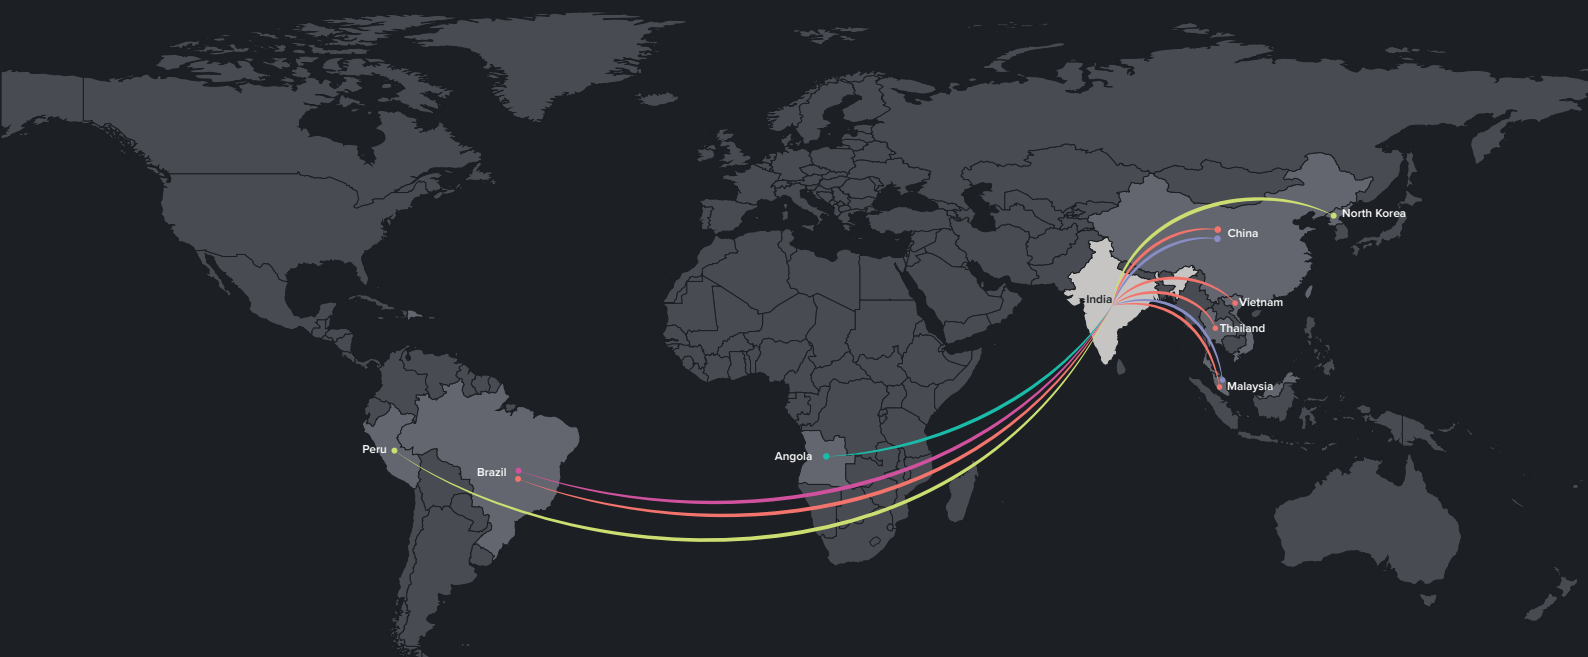 North Korea
China
India
Vietnam
Thailand
Malaysia
Peru
Angola
Brazil